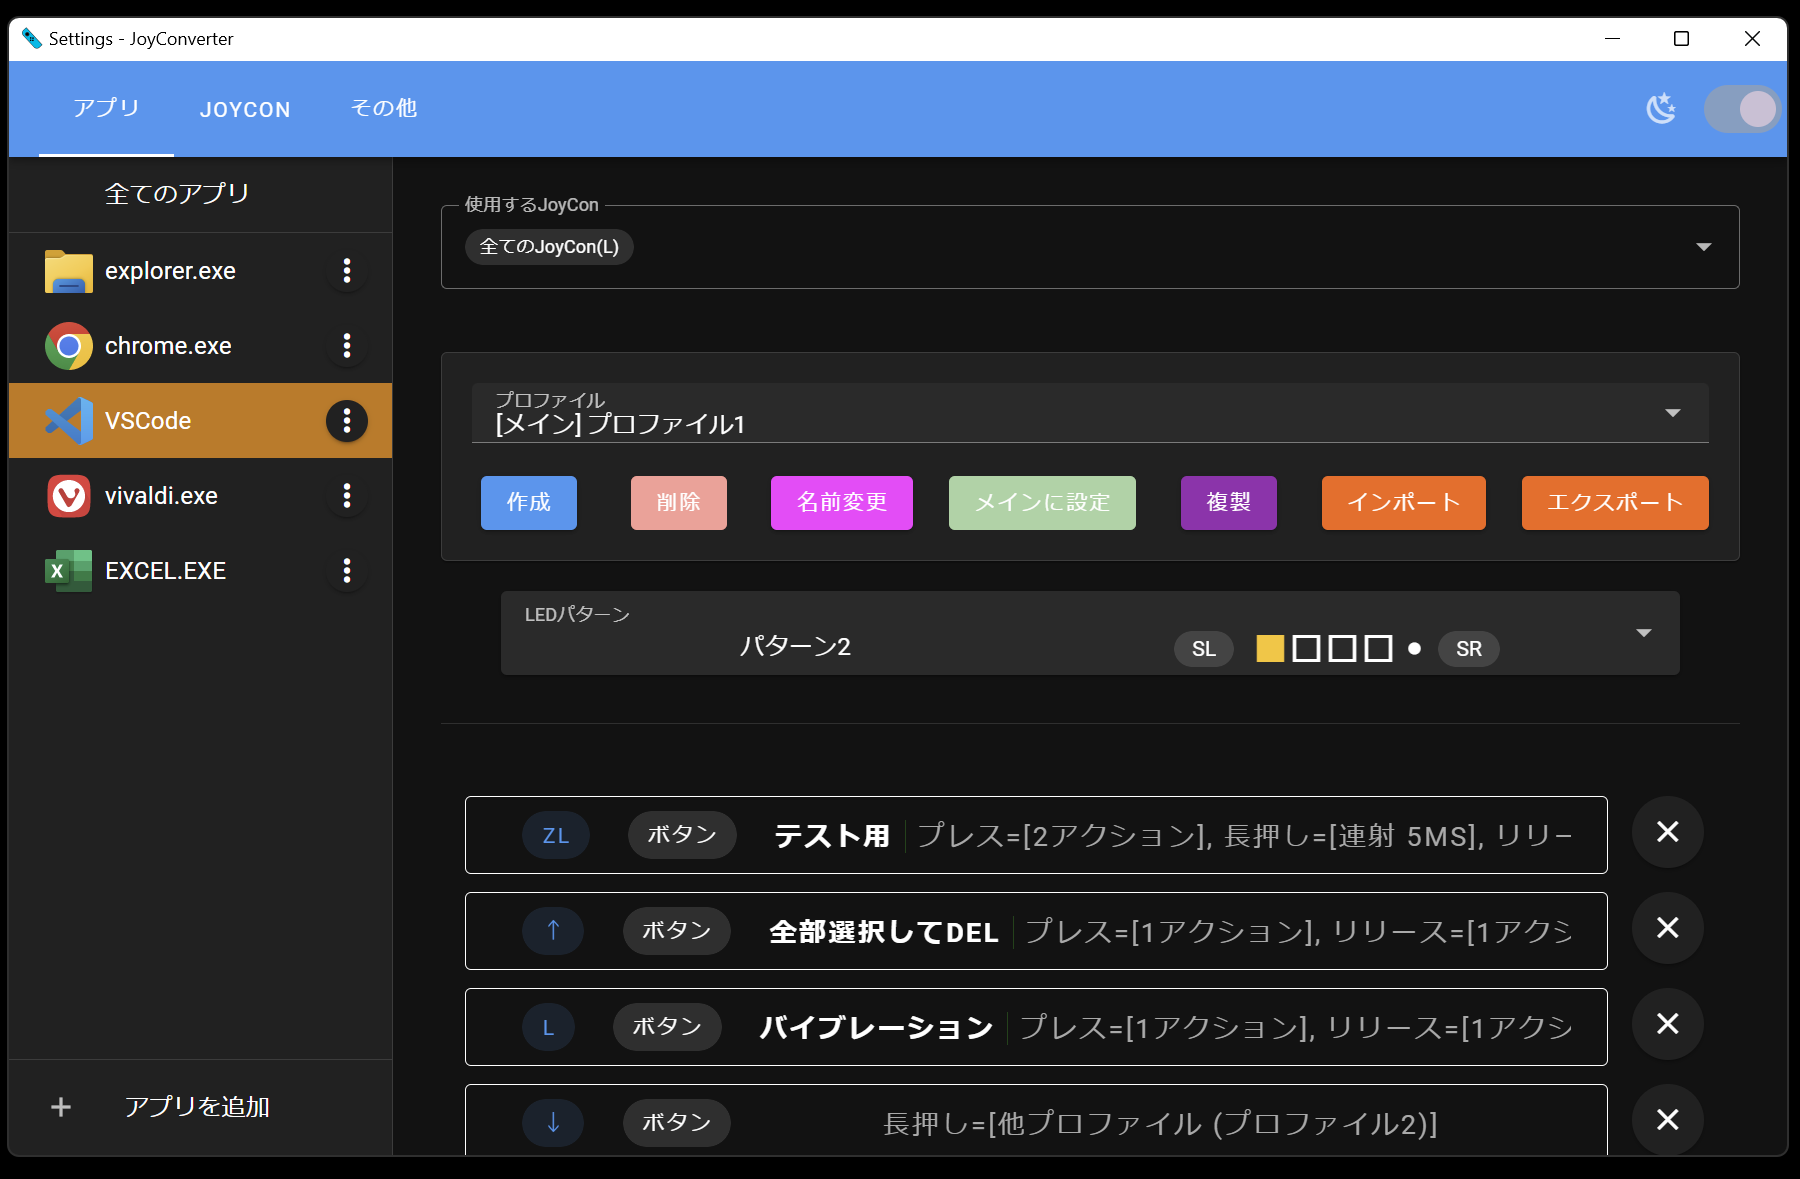 Settings - JoyConverter
アプリ
JOYCON
その他
全てのアプリ
explorer.exe
chrome.exe
VSCode
vivaldi.exe
X EXCEL.EXE
アプリを追加
使用するJoyCon
全てのJoyCon(L)
プロファイル
[メイン] プロファイル1
作成
削除
名前変更
メインに設定
複製
インポート
エクスポート
LEDパターン
パターン2 SL SR
ZL ボタン テスト用 プレス=[2アクション], 長押し=[連射 5MS], リリー
↑ ボタン 全部選択してDEL プレス=[1アクション], リリース=[1アクシ
L ボタン バイブレーション プレス=[1アクション], リリース=[1アクシ
↓ ボタン 長押し=[他プロファイル (プロファイル2)]